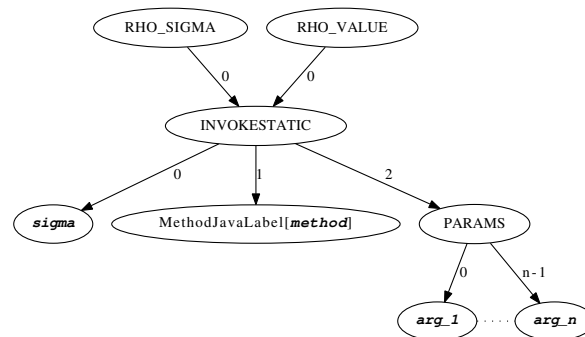 RHO_SIGMA RHO_VALUE
0 0
INVOKESTATIC
0 1 2
sigma MethodJavaLabel[method] PARAMS
0 n-1
arg_1 arg_n